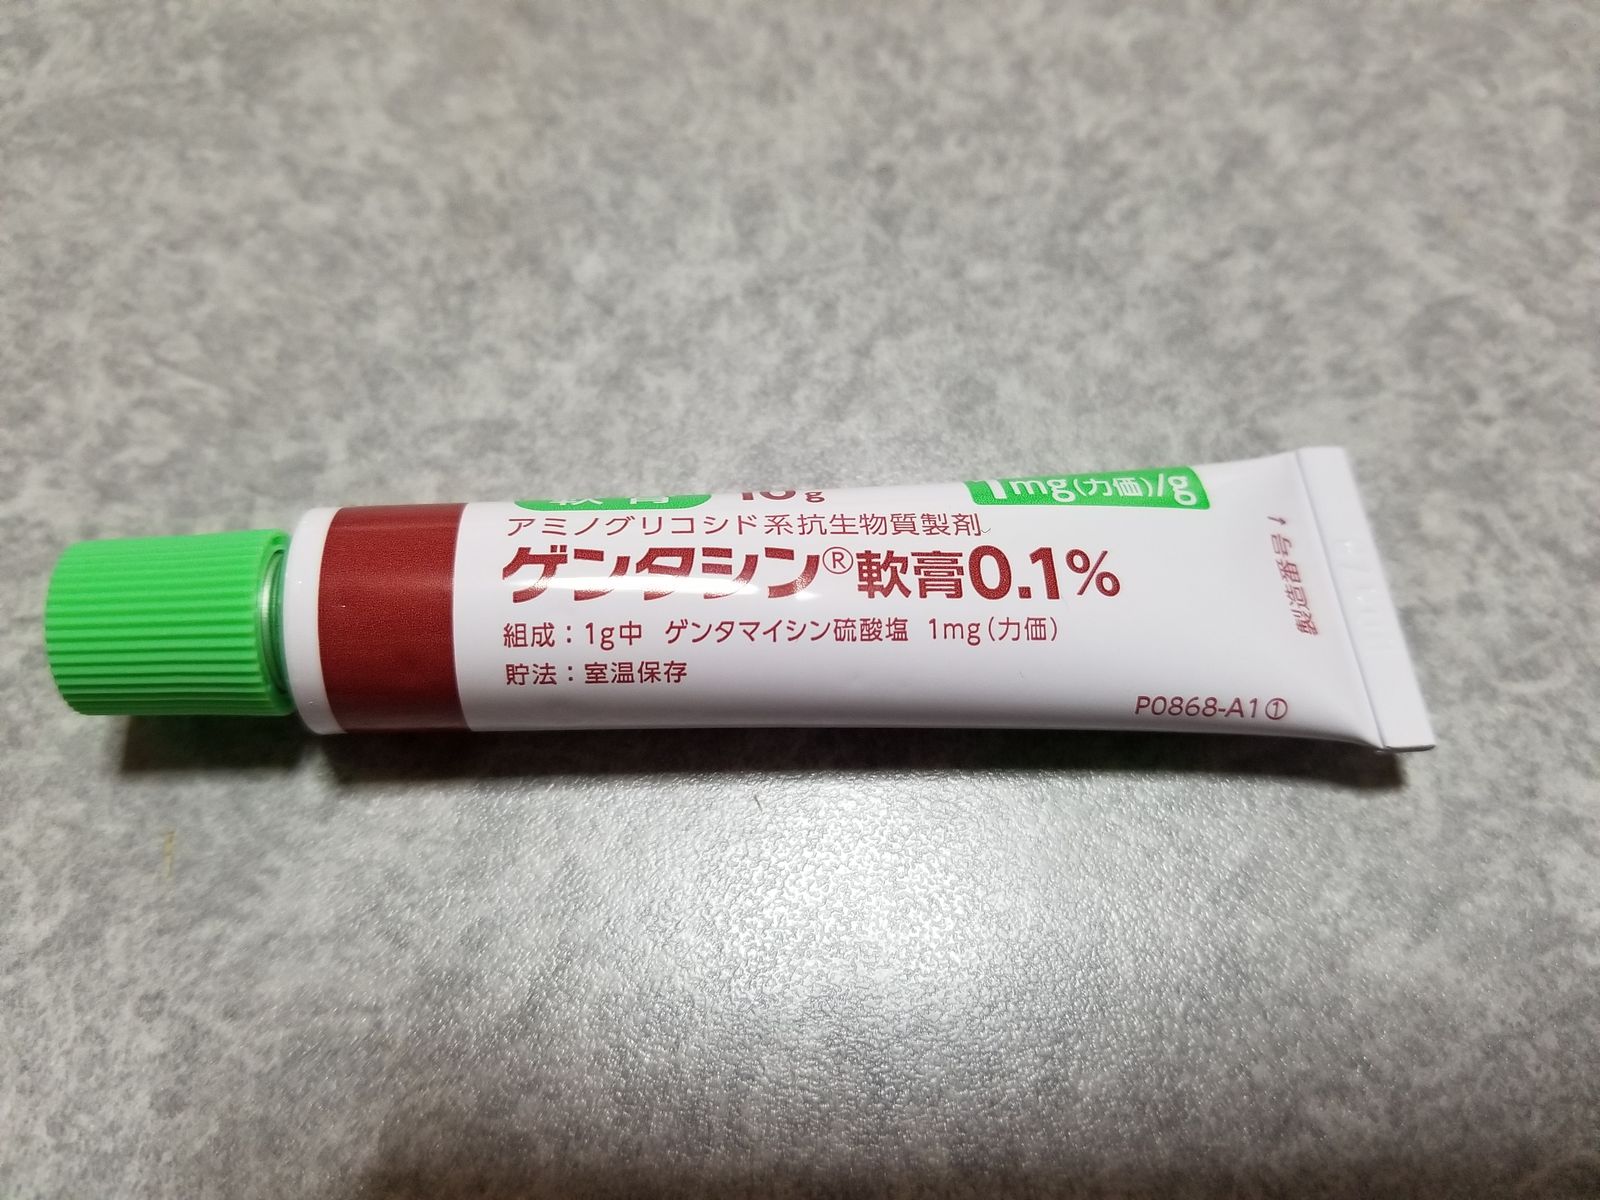 軟膏 10g 1mg(力価)/g
アミノグリコシド系抗生物質製剤
ゲンタシン®軟膏0.1%
組成：1g中 ゲンタマイシン硫酸塩 1mg(力価)
貯法：室温保存
製造番号↑
P0868-A1①